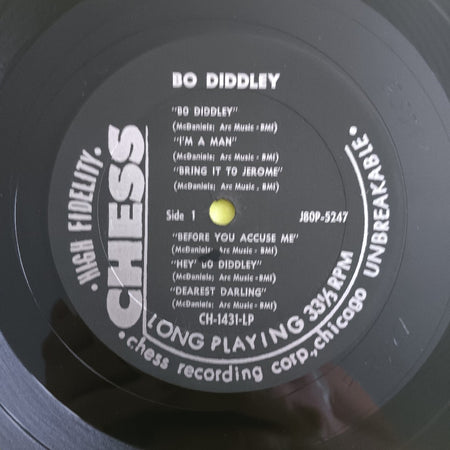 BO DIDDLEY
"BO DIDDLEY"
(McDaniels; Arc Music - BMI)
"I'M A MAN"
(McDaniels; Arc Music - BMI)
"BRING IT TO JEROME"
(McDaniels; Arc Music - BMI)
Side 1
J8OP-5247
"BEFORE YOU ACCUSE ME"
(McDaniels; Arc Music - BMI)
"HEY' BO DIDDLEY"
(McDaniels; Arc Music - BMI)
"DEAREST DARLING"
(McDaniels; Arc Music - BMI)
CH-1431-LP
CHESS
LONG PLAYING 33⅓ RPM
•HIGH FIDELITY•
•chess recording corp., chicago
UNBREAKABLE•